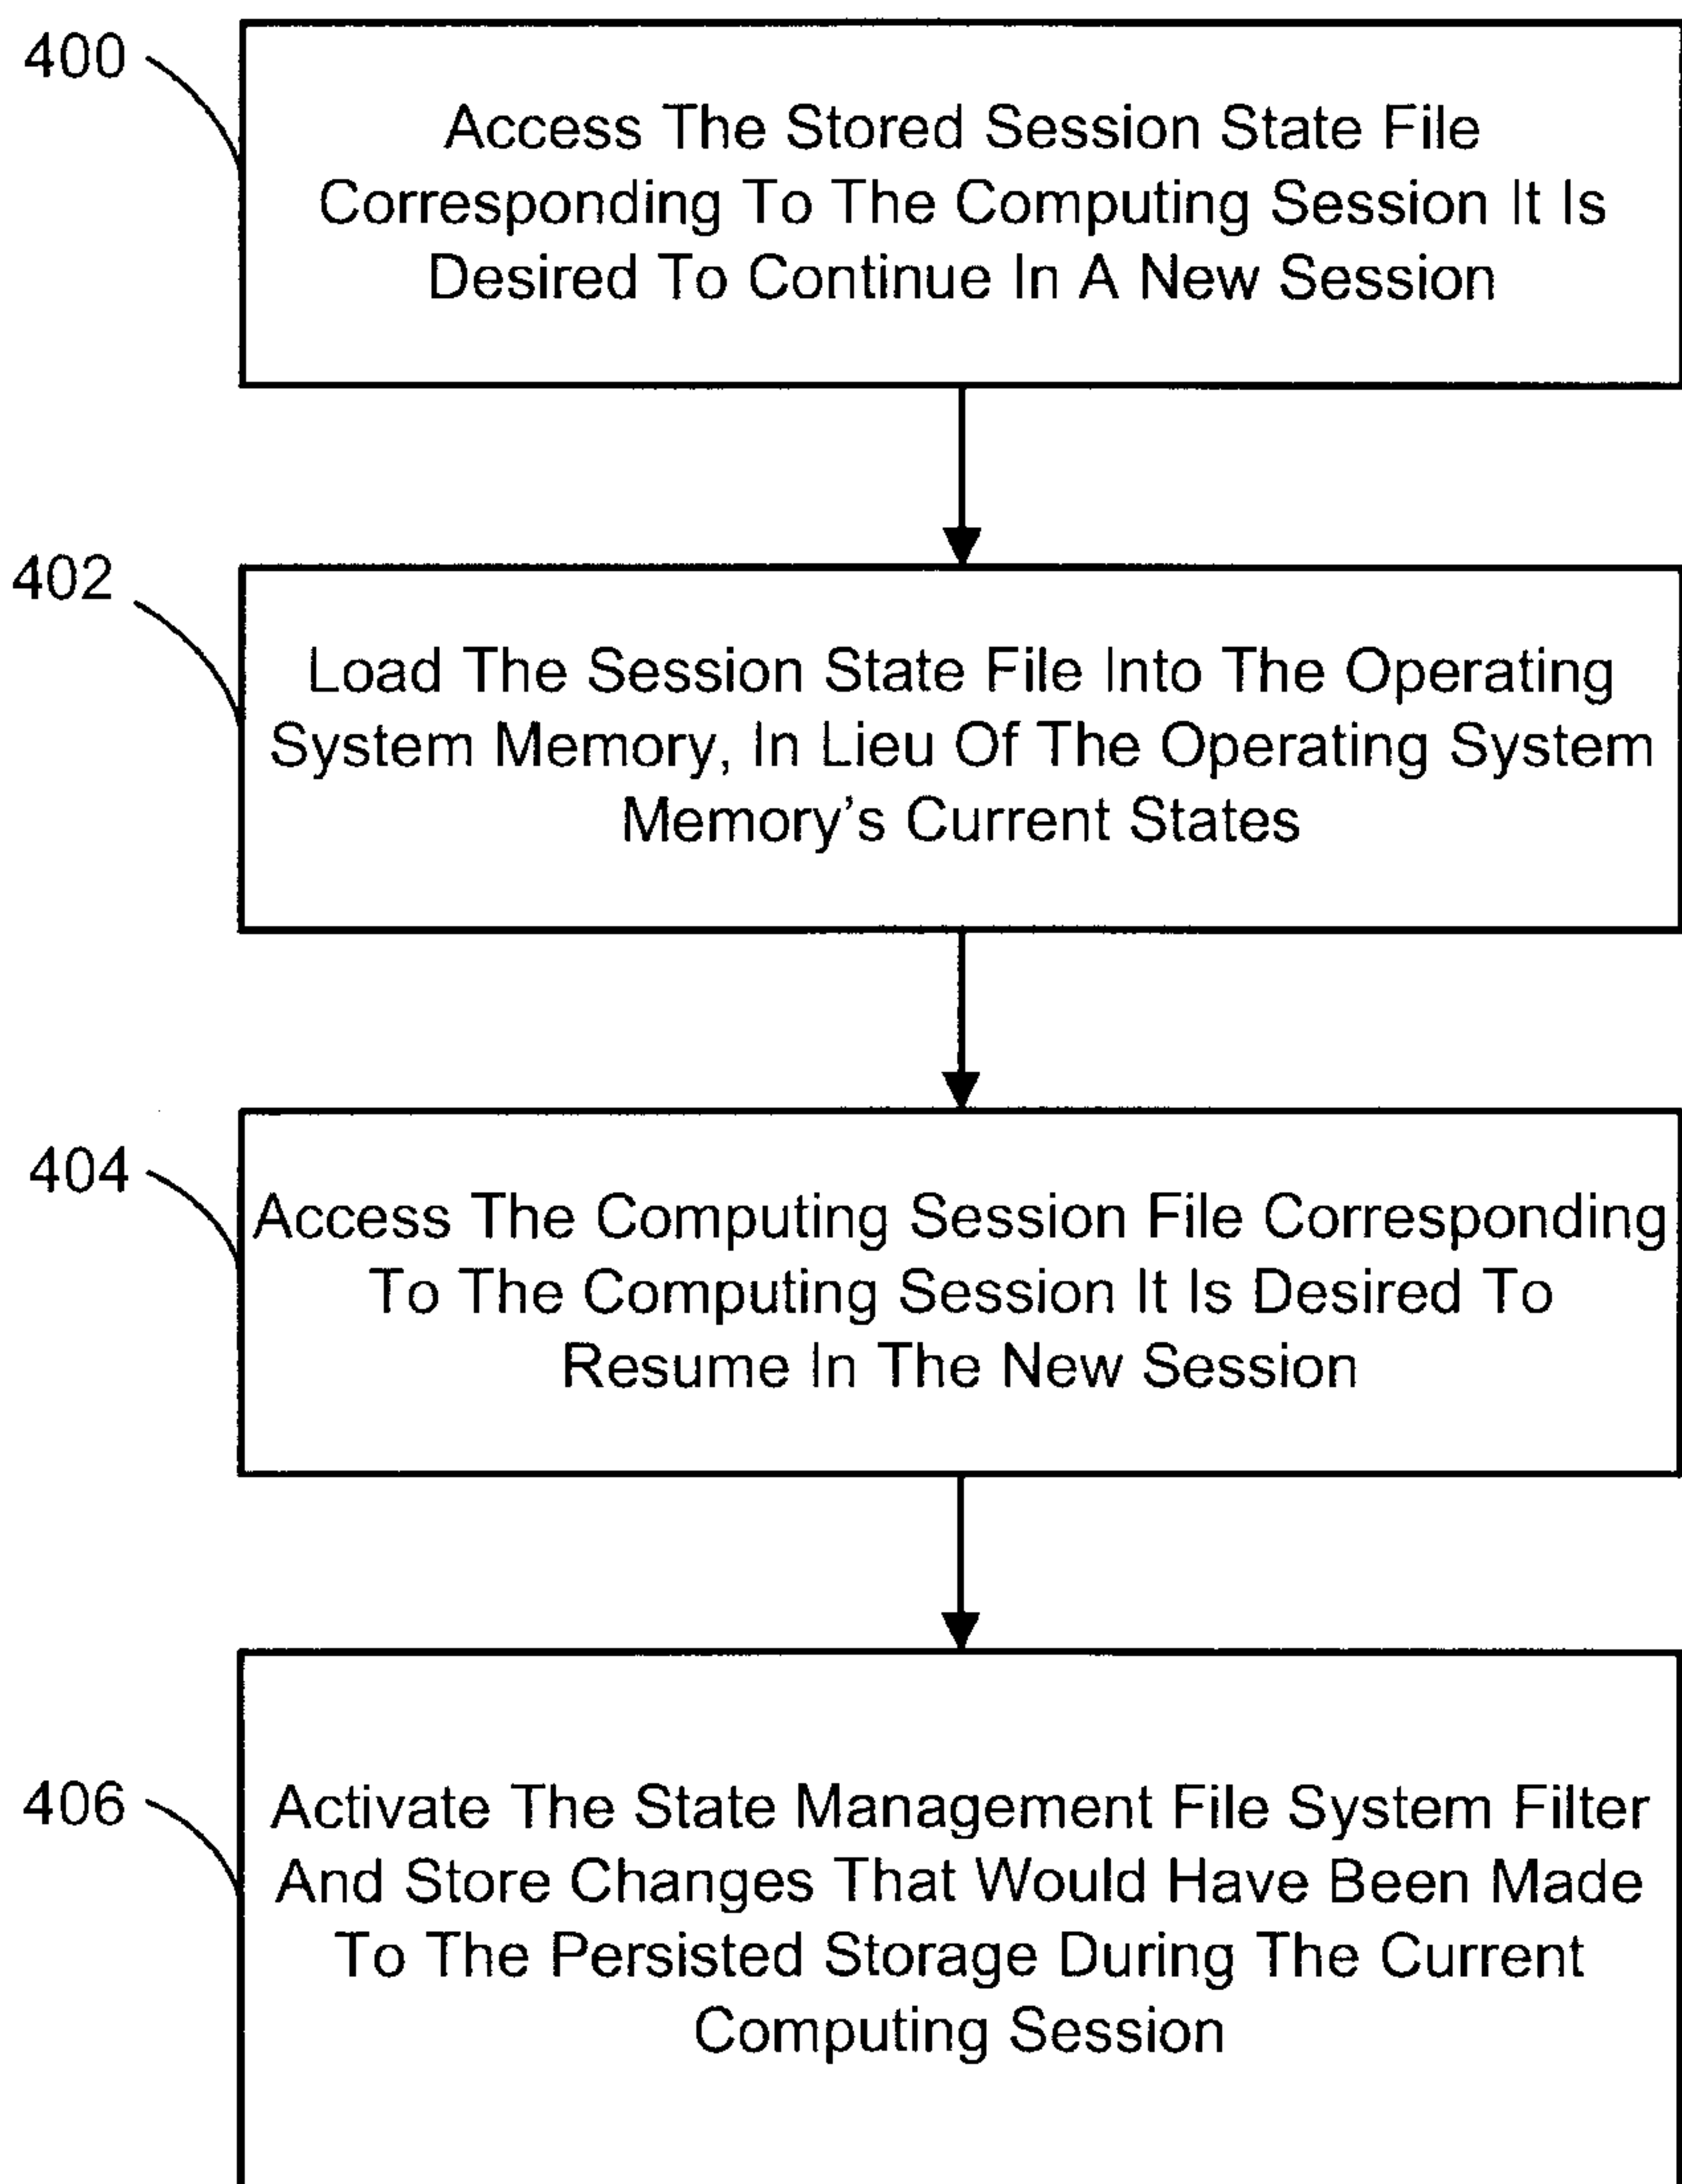 400
Access The Stored Session State File
Corresponding To The Computing Session It Is
Desired To Continue In A New Session
402
Load The Session State File Into The Operating
System Memory, In Lieu Of The Operating System
Memory's Current States
404
Access The Computing Session File Corresponding
To The Computing Session It Is Desired To
Resume In The New Session
406
Activate The State Management File System Filter
And Store Changes That Would Have Been Made
To The Persisted Storage During The Current
Computing Session